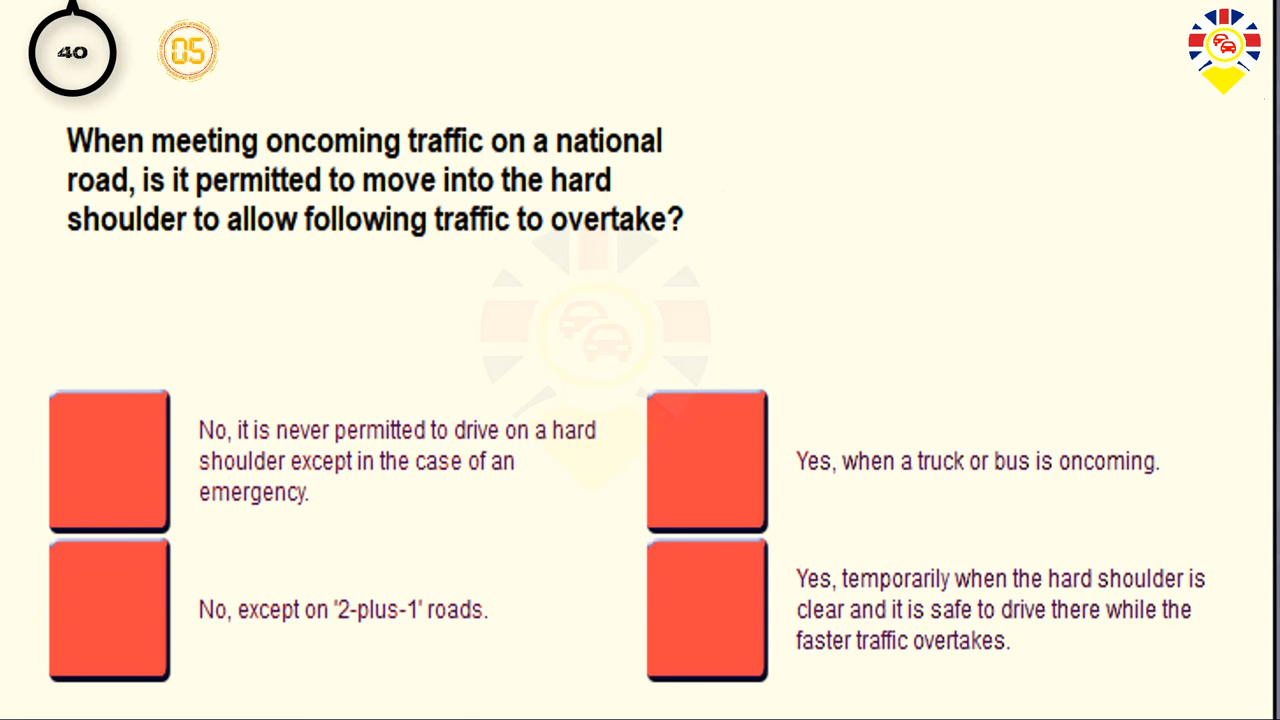 40
05
When meeting oncoming traffic on a national
road, is it permitted to move into the hard
shoulder to allow following traffic to overtake?
No, it is never permitted to drive on a hard
shoulder except in the case of an
emergency.
Yes, when a truck or bus is oncoming.
No, except on '2-plus-1' roads.
Yes, temporarily when the hard shoulder is
clear and it is safe to drive there while the
faster traffic overtakes.